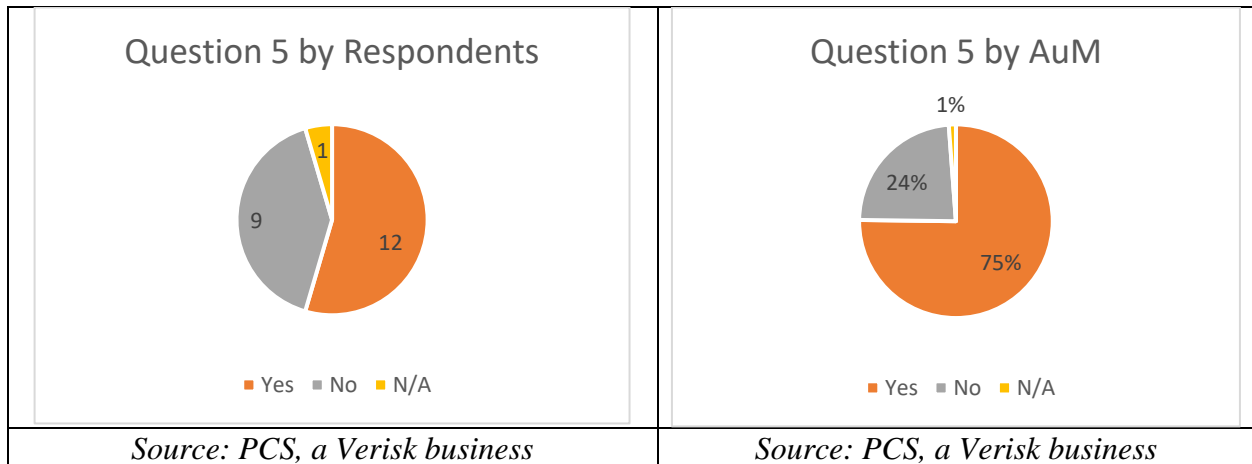 Question 5 by Respondents
1
9
12
Yes No N/A
Source: PCS, a Verisk business
Question 5 by AuM
1%
24%
75%
Yes No N/A
Source: PCS, a Verisk business